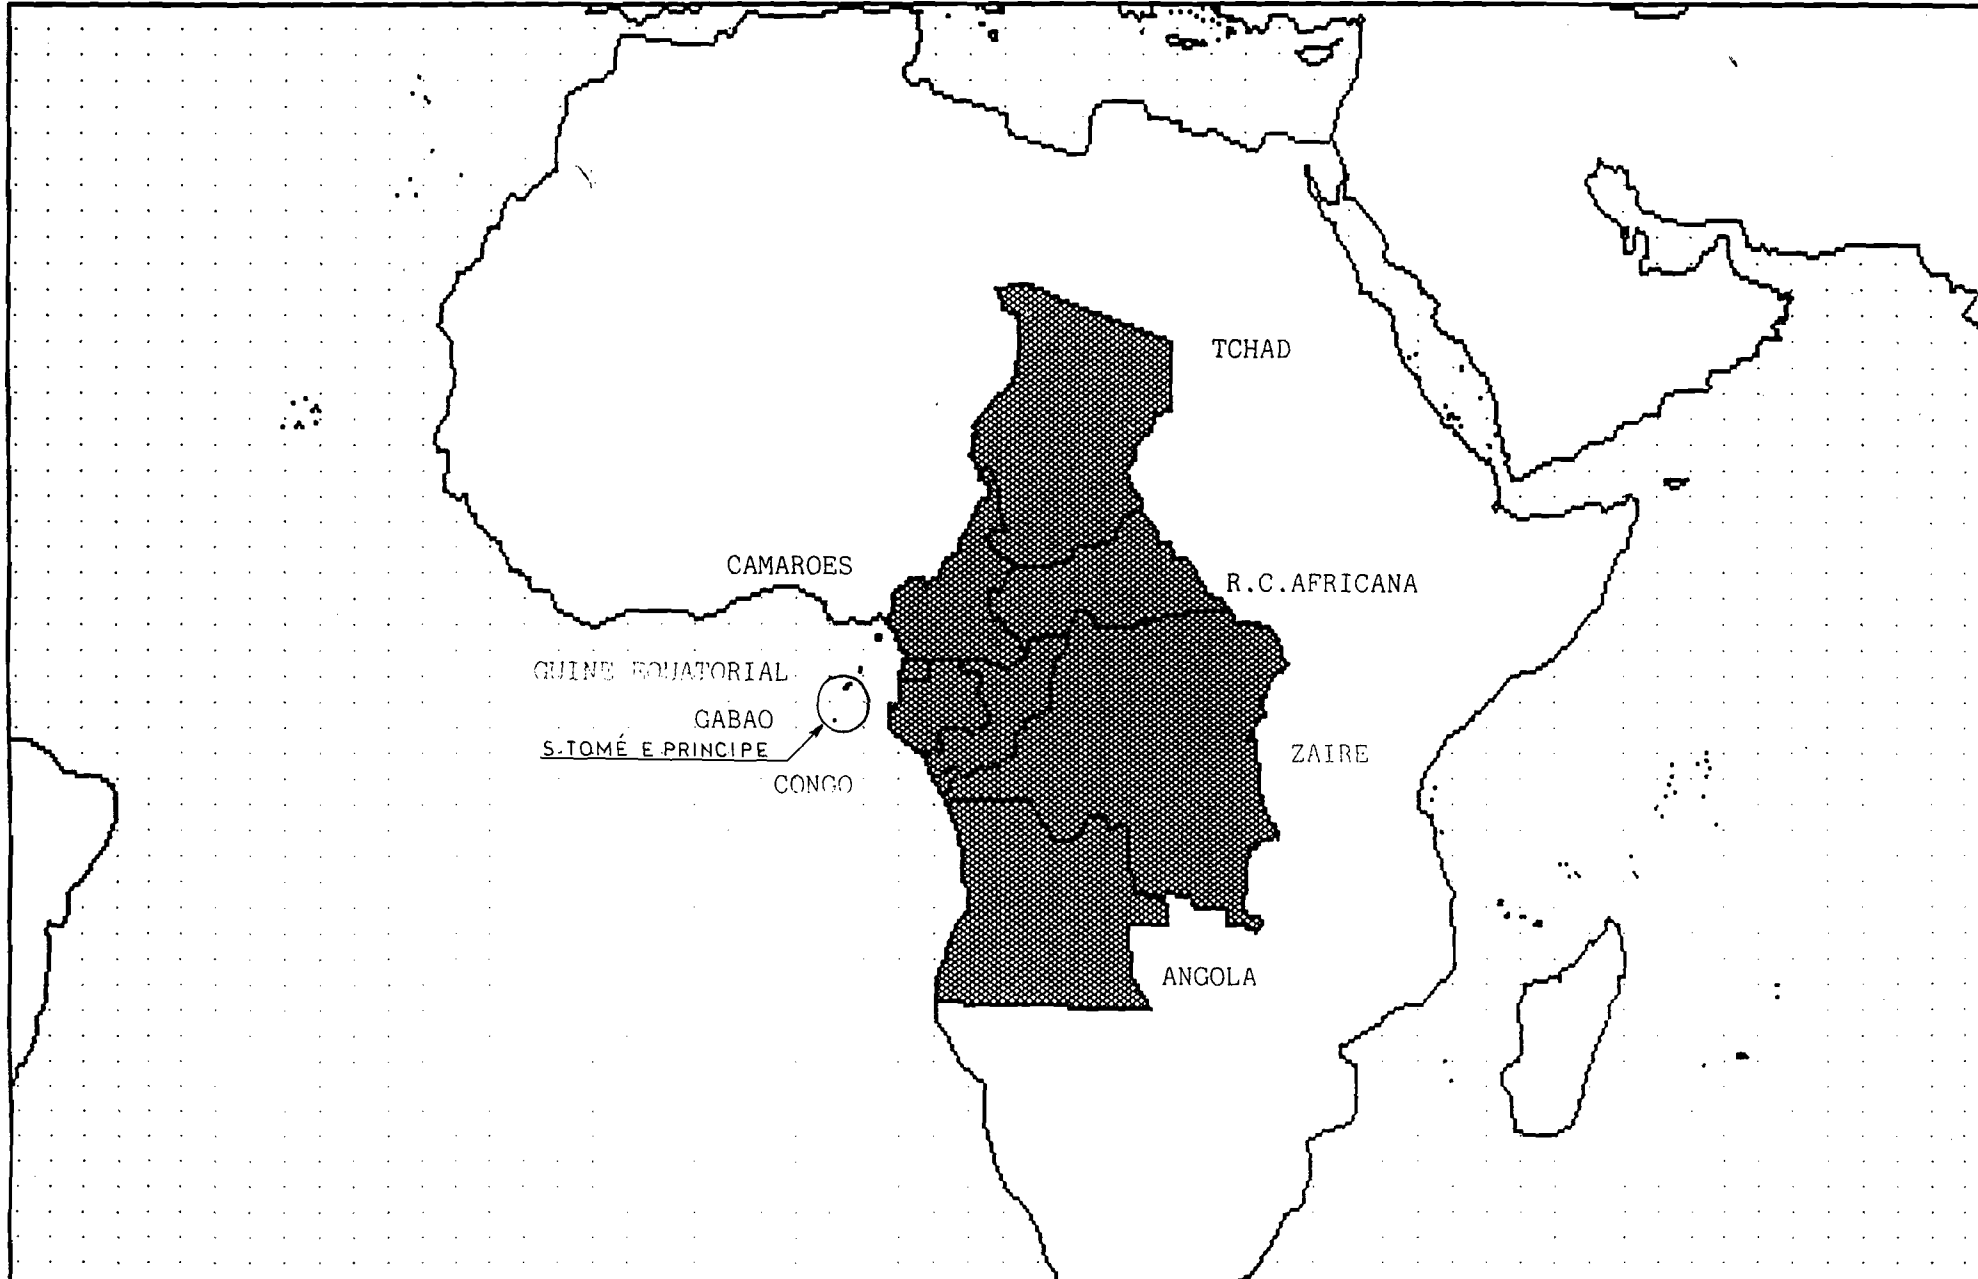 TCHAD
CAMAROES
R.C.AFRICANA
GUINE EQUATORIAL
GABAO
S.TOMÉ E PRINCIPE
ZAIRE
CONGO
ANGOLA